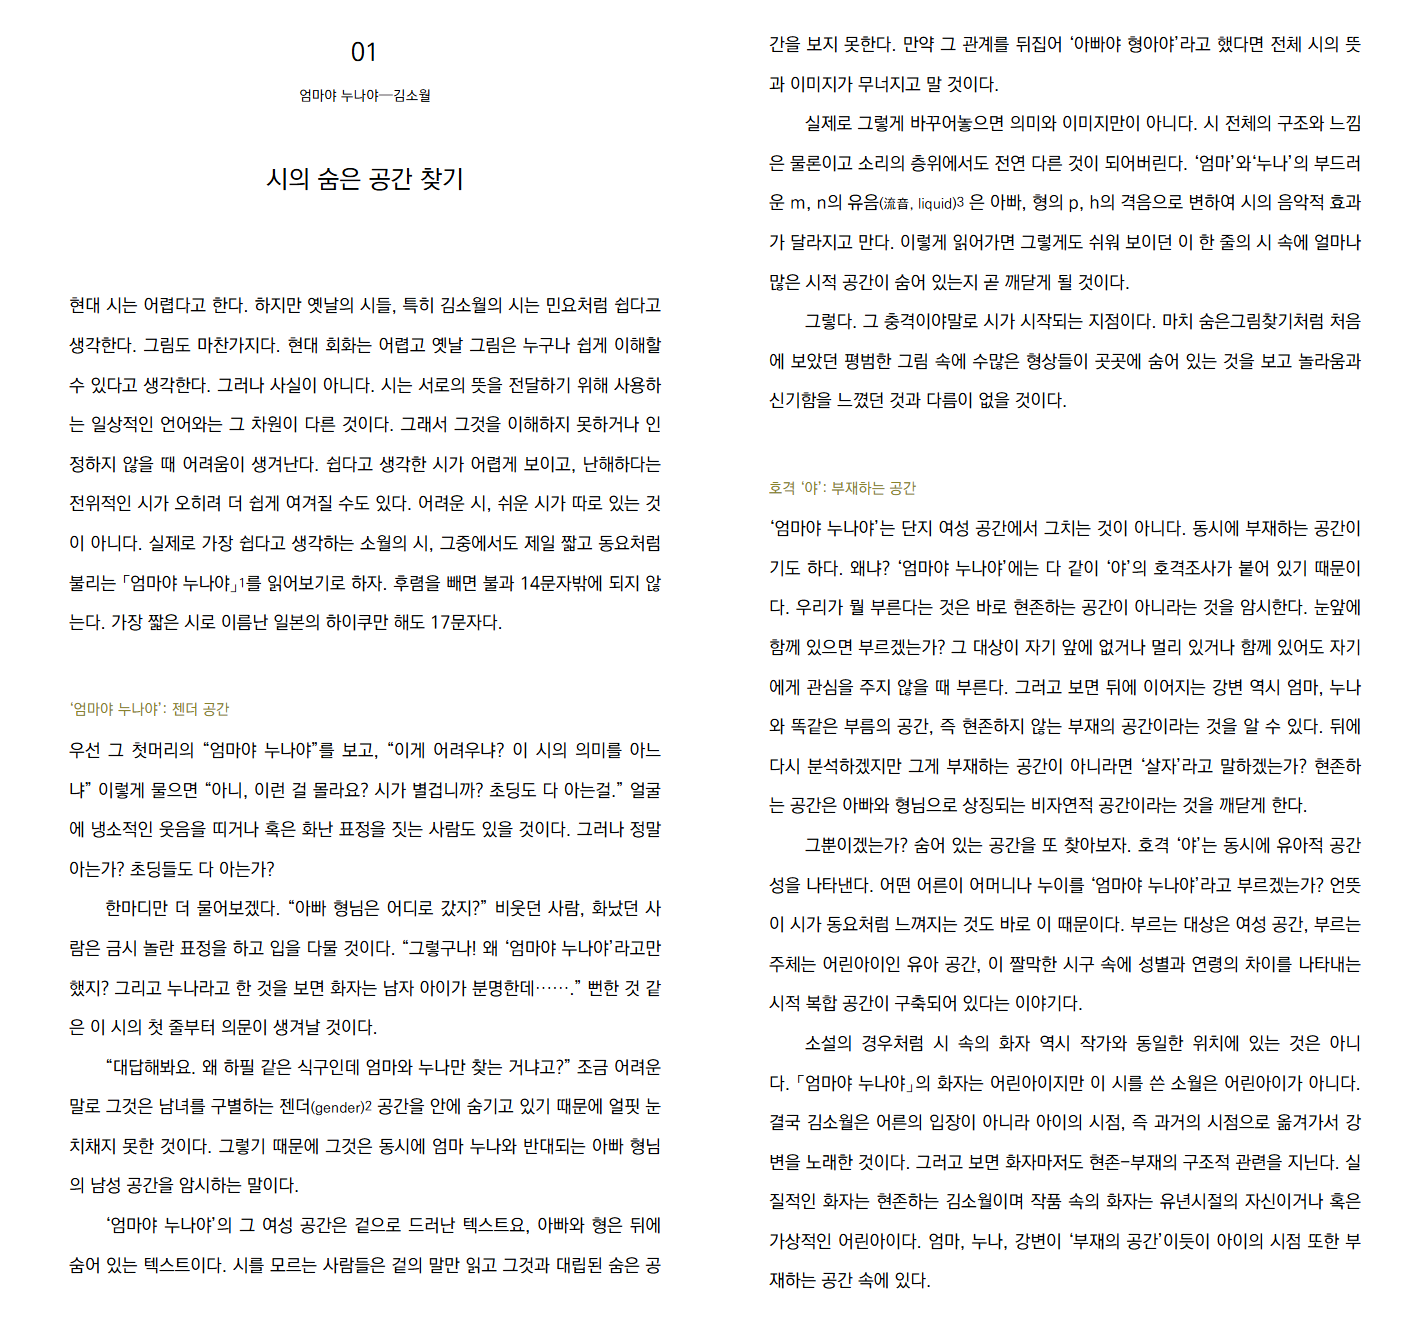 01
엄마야 누나야—김소월
시의 숨은 공간 찾기
현대 시는 어렵다고 한다. 하지만 옛날의 시들, 특히 김소월의 시는 민요처럼 쉽다고
생각한다. 그림도 마찬가지다. 현대 회화는 어렵고 옛날 그림은 누구나 쉽게 이해할
수 있다고 생각한다. 그러나 사실이 아니다. 시는 서로의 뜻을 전달하기 위해 사용하
는 일상적인 언어와는 그 차원이 다른 것이다. 그래서 그것을 이해하지 못하거나 인
정하지 않을 때 어려움이 생겨난다. 쉽다고 생각한 시가 어렵게 보이고, 난해하다는
전위적인 시가 오히려 더 쉽게 여겨질 수도 있다. 어려운 시, 쉬운 시가 따로 있는 것
이 아니다. 실제로 가장 쉽다고 생각하는 소월의 시, 그중에서도 제일 짧고 동요처럼
불리는 「엄마야 누나야」1를 읽어보기로 하자. 후렴을 빼면 불과 14문자밖에 되지 않
는다. 가장 짧은 시로 이름난 일본의 하이쿠만 해도 17문자다.
‘엄마야 누나야’: 젠더 공간
우선 그 첫머리의 “엄마야 누나야”를 보고, “이게 어려우냐? 이 시의 의미를 아느
냐” 이렇게 물으면 “아니, 이런 걸 몰라요? 시가 별겁니까? 초딩도 다 아는걸.” 얼굴
에 냉소적인 웃음을 띠거나 혹은 화난 표정을 짓는 사람도 있을 것이다. 그러나 정말
아는가? 초딩들도 다 아는가?
한마디만 더 물어보겠다. “아빠 형님은 어디로 갔지?” 비웃던 사람, 화났던 사
람은 금시 놀란 표정을 하고 입을 다물 것이다. “그렇구나! 왜 ‘엄마야 누나야’라고만
했지? 그리고 누나라고 한 것을 보면 화자는 남자 아이가 분명한데…….” 뻔한 것 같
은 이 시의 첫 줄부터 의문이 생겨날 것이다.
“대답해봐요. 왜 하필 같은 식구인데 엄마와 누나만 찾는 거냐고?” 조금 어려운
말로 그것은 남녀를 구별하는 젠더(gender)2 공간을 안에 숨기고 있기 때문에 얼핏 눈
치채지 못한 것이다. 그렇기 때문에 그것은 동시에 엄마 누나와 반대되는 아빠 형님
의 남성 공간을 암시하는 말이다.
‘엄마야 누나야’의 그 여성 공간은 겉으로 드러난 텍스트요, 아빠와 형은 뒤에
숨어 있는 텍스트이다. 시를 모르는 사람들은 겉의 말만 읽고 그것과 대립된 숨은 공
간을 보지 못한다. 만약 그 관계를 뒤집어 ‘아빠야 형아야’라고 했다면 전체 시의 뜻
과 이미지가 무너지고 말 것이다.
실제로 그렇게 바꾸어놓으면 의미와 이미지만이 아니다. 시 전체의 구조와 느낌
은 물론이고 소리의 층위에서도 전연 다른 것이 되어버린다. ‘엄마’와‘누나’의 부드러
운 m, n의 유음(流音, liquid)3 은 아빠, 형의 p, h의 격음으로 변하여 시의 음악적 효과
가 달라지고 만다. 이렇게 읽어가면 그렇게도 쉬워 보이던 이 한 줄의 시 속에 얼마나
많은 시적 공간이 숨어 있는지 곧 깨닫게 될 것이다.
그렇다. 그 충격이야말로 시가 시작되는 지점이다. 마치 숨은그림찾기처럼 처음
에 보았던 평범한 그림 속에 수많은 형상들이 곳곳에 숨어 있는 것을 보고 놀라움과
신기함을 느꼈던 것과 다름이 없을 것이다.
호격 ‘야’: 부재하는 공간
‘엄마야 누나야’는 단지 여성 공간에서 그치는 것이 아니다. 동시에 부재하는 공간이
기도 하다. 왜냐? ‘엄마야 누나야’에는 다 같이 ‘야’의 호격조사가 붙어 있기 때문이
다. 우리가 뭘 부른다는 것은 바로 현존하는 공간이 아니라는 것을 암시한다. 눈앞에
함께 있으면 부르겠는가? 그 대상이 자기 앞에 없거나 멀리 있거나 함께 있어도 자기
에게 관심을 주지 않을 때 부른다. 그러고 보면 뒤에 이어지는 강변 역시 엄마, 누나
와 똑같은 부름의 공간, 즉 현존하지 않는 부재의 공간이라는 것을 알 수 있다. 뒤에
다시 분석하겠지만 그게 부재하는 공간이 아니라면 ‘살자’라고 말하겠는가? 현존하
는 공간은 아빠와 형님으로 상징되는 비자연적 공간이라는 것을 깨닫게 한다.
그뿐이겠는가? 숨어 있는 공간을 또 찾아보자. 호격 ‘야’는 동시에 유아적 공간
성을 나타낸다. 어떤 어른이 어머니나 누이를 ‘엄마야 누나야’라고 부르겠는가? 언뜻
이 시가 동요처럼 느껴지는 것도 바로 이 때문이다. 부르는 대상은 여성 공간, 부르는
주체는 어린아이인 유아 공간, 이 짤막한 시구 속에 성별과 연령의 차이를 나타내는
시적 복합 공간이 구축되어 있다는 이야기다.
소설의 경우처럼 시 속의 화자 역시 작가와 동일한 위치에 있는 것은 아니
다. 「엄마야 누나야」의 화자는 어린아이지만 이 시를 쓴 소월은 어린아이가 아니다.
결국 김소월은 어른의 입장이 아니라 아이의 시점, 즉 과거의 시점으로 옮겨가서 강
변을 노래한 것이다. 그러고 보면 화자마저도 현존-부재의 구조적 관련을 지닌다. 실
질적인 화자는 현존하는 김소월이며 작품 속의 화자는 유년시절의 자신이거나 혹은
가상적인 어린아이다. 엄마, 누나, 강변이 ‘부재의 공간’이듯이 아이의 시점 또한 부
재하는 공간 속에 있다.